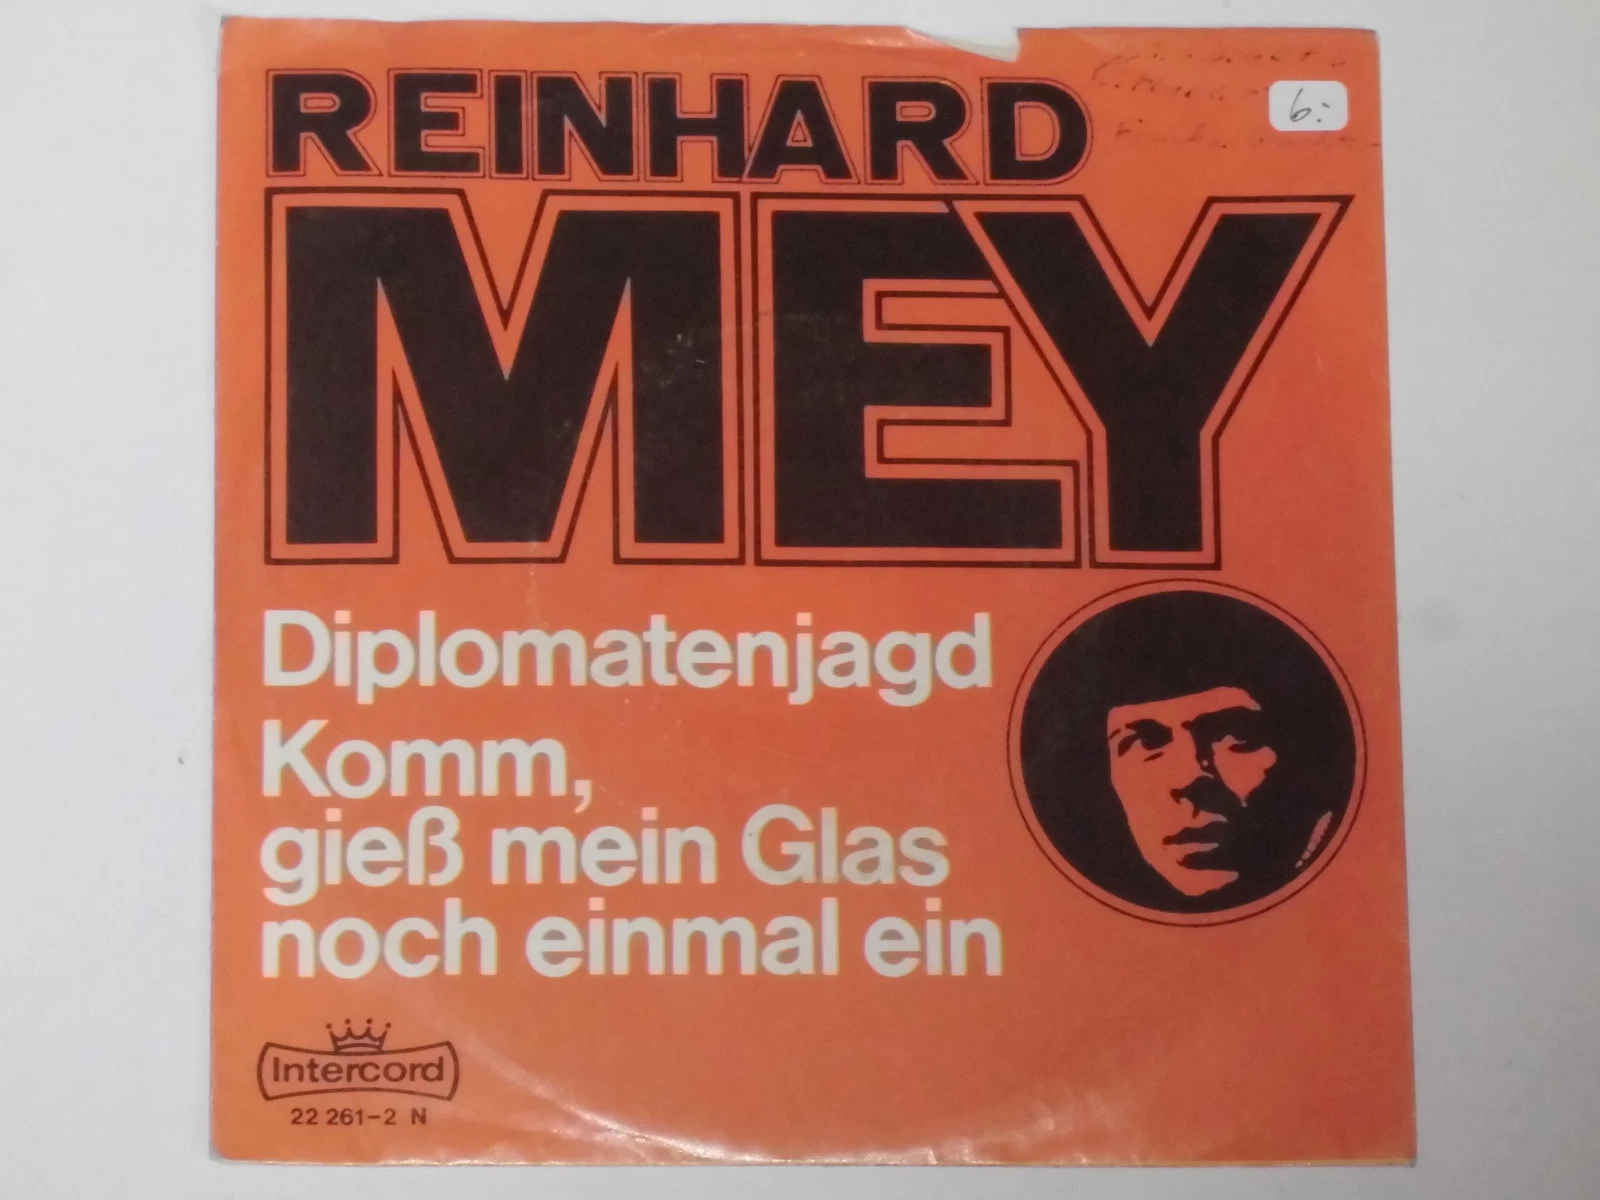 REINHARD
MEY
6.-
Diplomatenjagd
Komm,
gieß mein Glas
noch einmal ein
Intercord
22 261-2 N